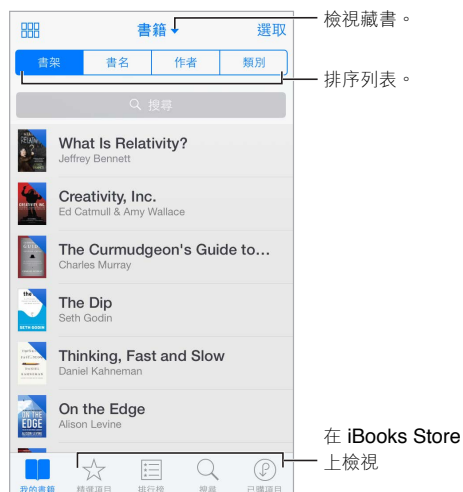 書籍
選取
檢視藏書。
書架
書名
作者
類別
排序列表。
搜尋
What Is Relativity?
Jeffrey Bennett
Creativity, Inc.
Ed Catmull & Amy Wallace
The Curmudgeon's Guide to…
Charles Murray
The Dip
Seth Godin
Thinking, Fast and Slow
Daniel Kahneman
On the Edge
Alison Levine
ON THE
EDGE
在 iBooks Store
上檢視
我的書籍
精選項目
排行榜
搜尋
已購項目